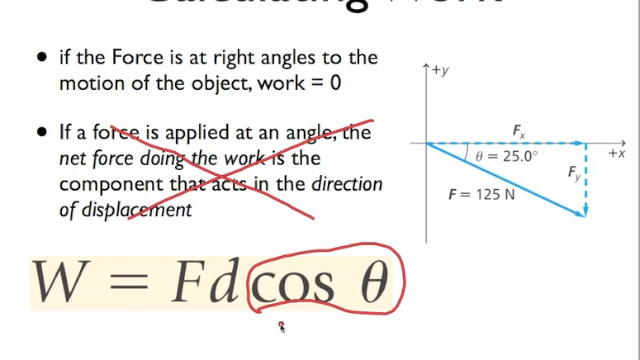 Calculating Work
• if the Force is at right angles to the
motion of the object, work = 0
• If a force is applied at an angle, the
net force doing the work is the
component that acts in the direction
of displacement
W = Fd cos θ
+y
Fx
+x
θ = 25.0°
Fy
F = 125 N